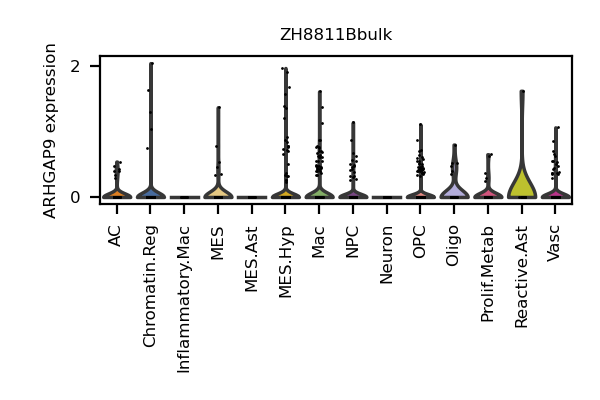 ZH8811Bbulk
ARHGAP9 expression
2
0
AC
Chromatin.Reg
Inflammatory.Mac
MES
MES.Ast
MES.Hyp
Mac
NPC
Neuron
OPC
Oligo
Prolif.Metab
Reactive.Ast
Vasc